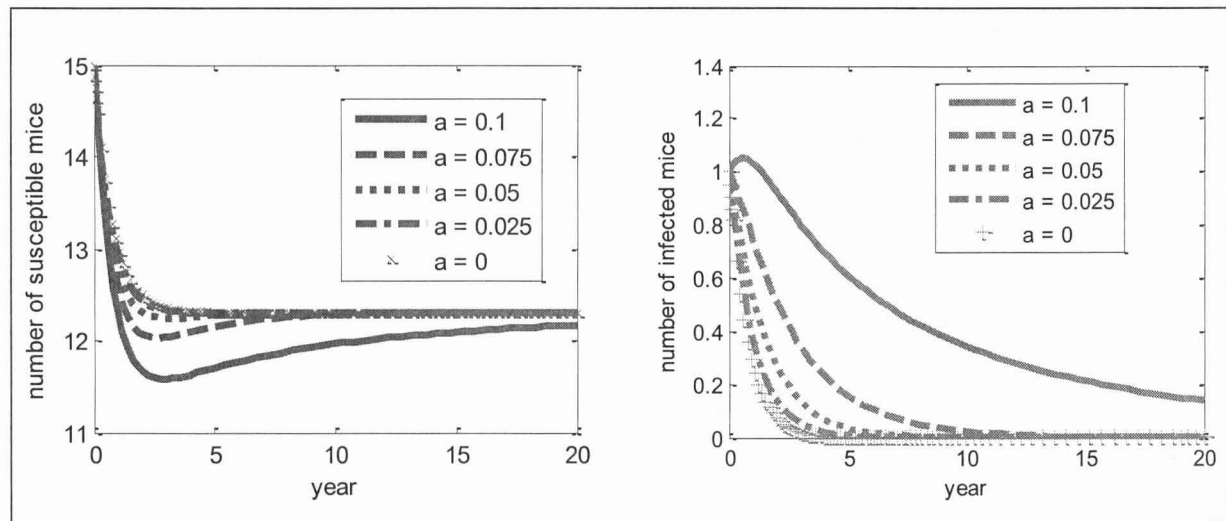 15
14
13
12
11
number of susceptible mice
a = 0.1
a = 0.075
a = 0.05
a = 0.025
a = 0
0
5
10
15
20
year
1.4
1.2
1
0.8
0.6
0.4
0.2
0
number of infected mice
a = 0.1
a = 0.075
a = 0.05
a = 0.025
a = 0
0
5
10
15
20
year